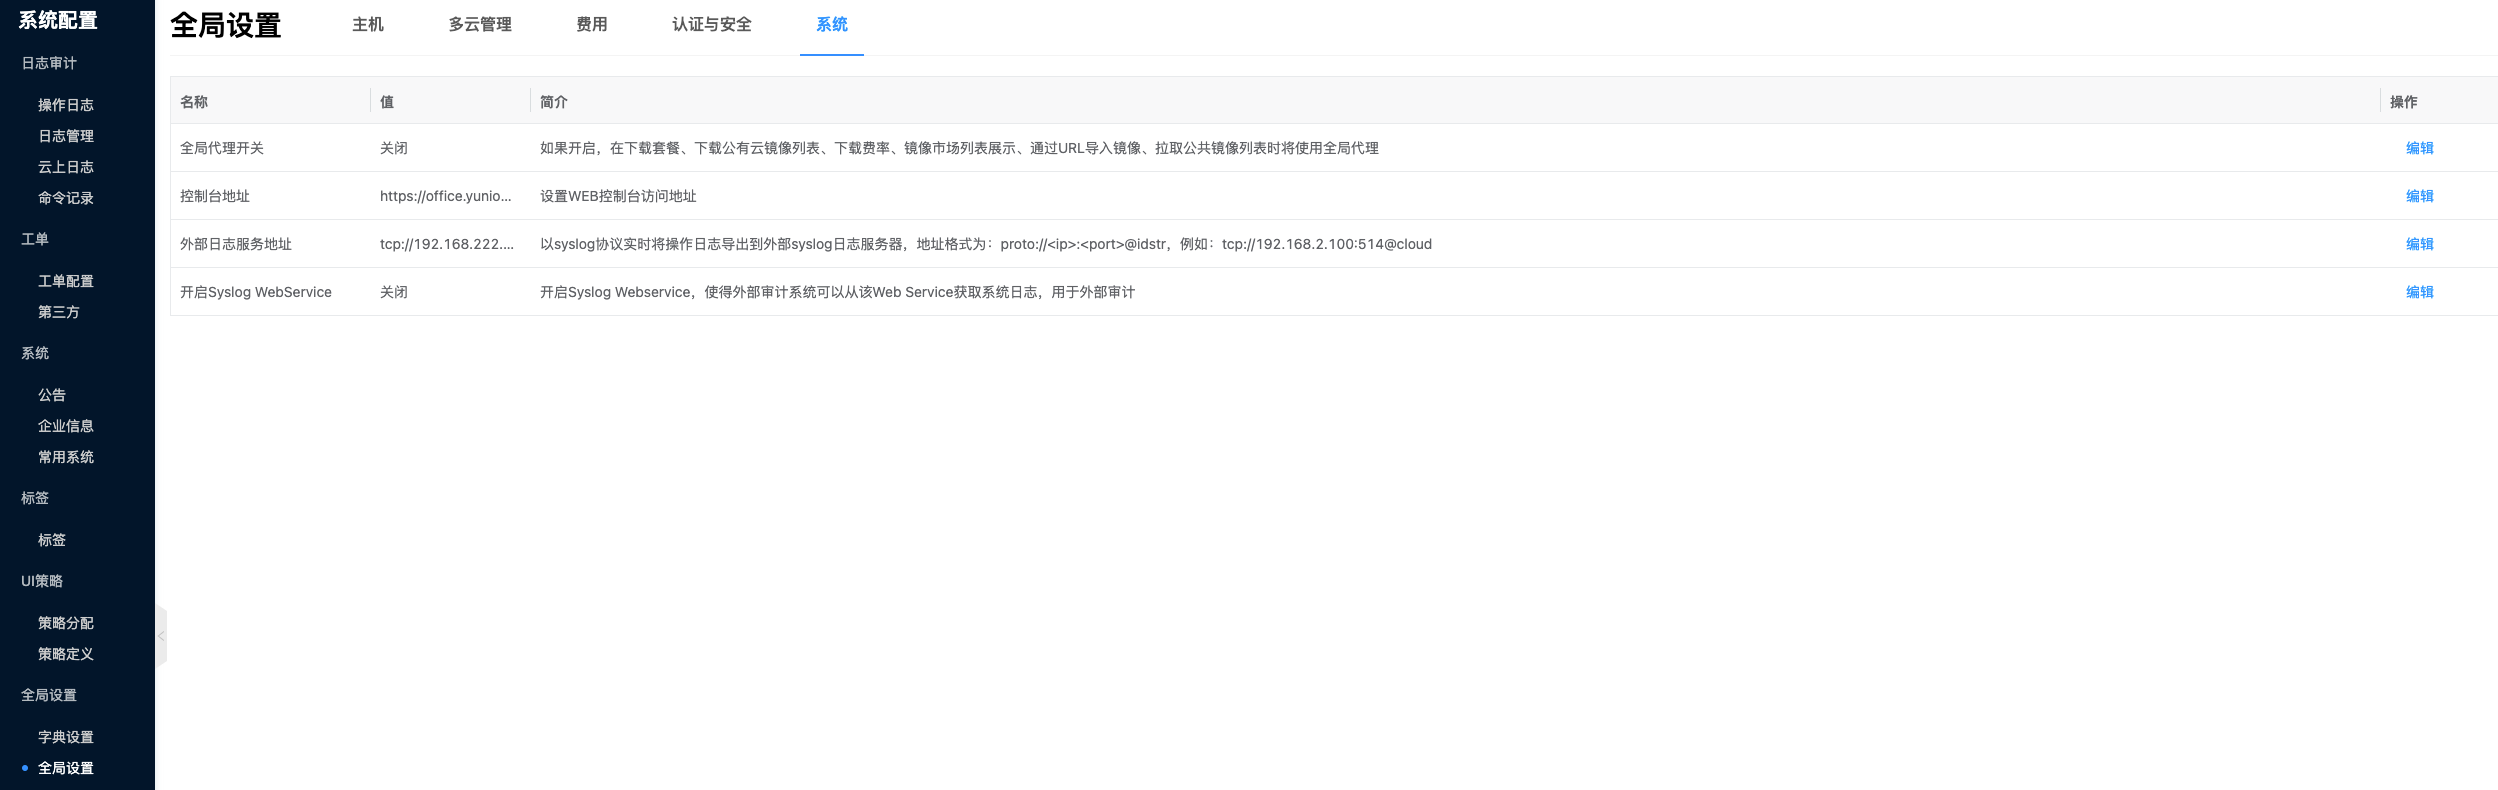 系统配置
日志审计
操作日志
日志管理
云上日志
命令记录
工单
工单配置
第三方
系统
公告
企业信息
常用系统
标签
标签
UI策略
策略分配
策略定义
全局设置
字典设置
全局设置
全局设置 主机 多云管理 费用 认证与安全 系统
名称 值 简介 操作
全局代理开关 关闭 如果开启，在下载套餐、下载公有云镜像列表、下载费率、镜像市场列表展示、通过URL导入镜像、拉取公共镜像列表时将使用全局代理 编辑
控制台地址 https://office.yunio... 设置WEB控制台访问地址 编辑
外部日志服务地址 tcp://192.168.222.... 以syslog协议实时将操作日志导出到外部syslog日志服务器，地址格式为：proto://<ip>:<port>@idstr，例如：tcp://192.168.2.100:514@cloud 编辑
开启Syslog WebService 关闭 开启Syslog Webservice，使得外部审计系统可以从该Web Service获取系统日志，用于外部审计 编辑